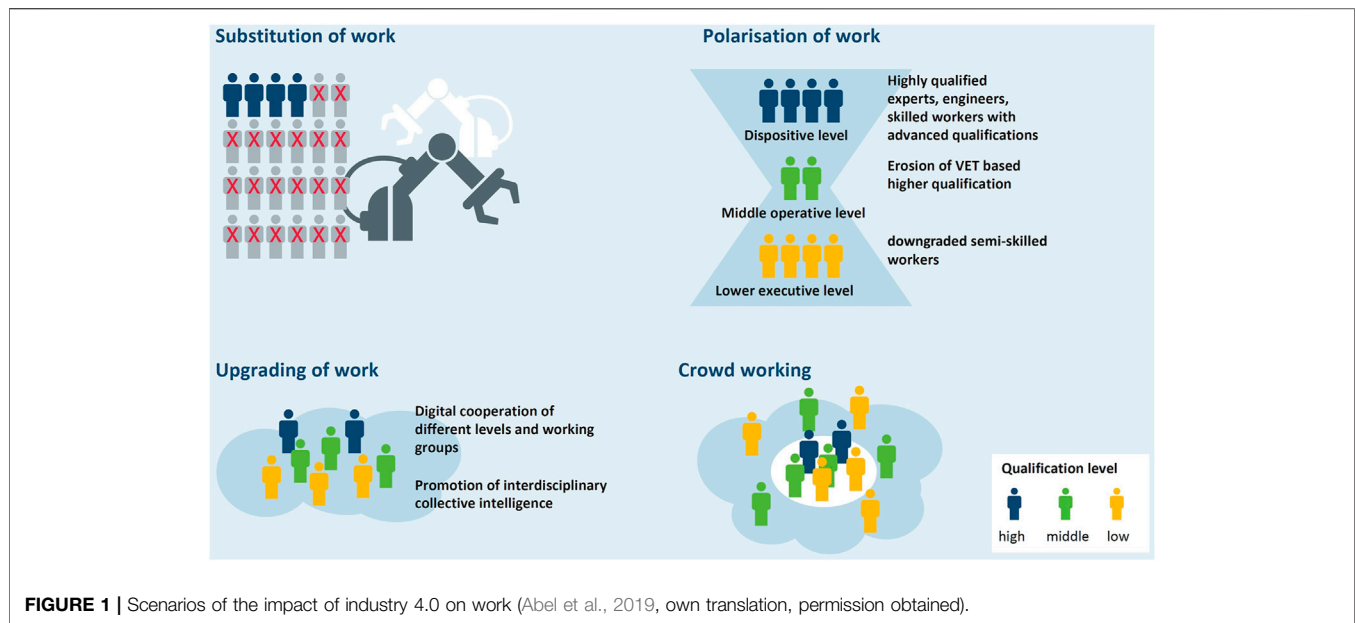 Substitution of work
X X
X X X X X X
X X X X X X
X X X X X X
Polarisation of work
Dispositive level
Highly qualified
experts, engineers,
skilled workers with
advanced qualifications
Middle operative level
Erosion of VET based
higher qualification
Lower executive level
downgraded semi-skilled
workers
Upgrading of work
Digital cooperation of
different levels and working
groups
Promotion of interdisciplinary
collective intelligence
Crowd working
Qualification level
high middle low
FIGURE 1 | Scenarios of the impact of industry 4.0 on work (Abel et al., 2019, own translation, permission obtained).